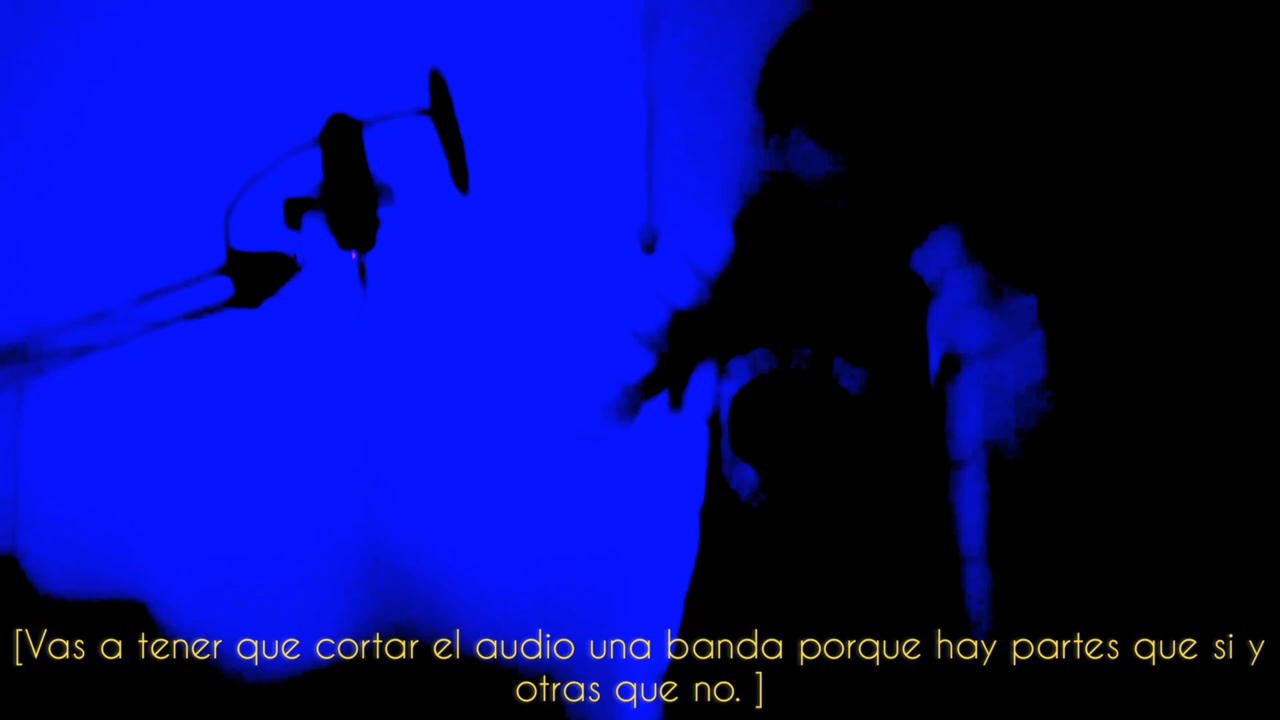 [Vas a tener que cortar el audio una banda porque hay partes que si y
otras que no. ]